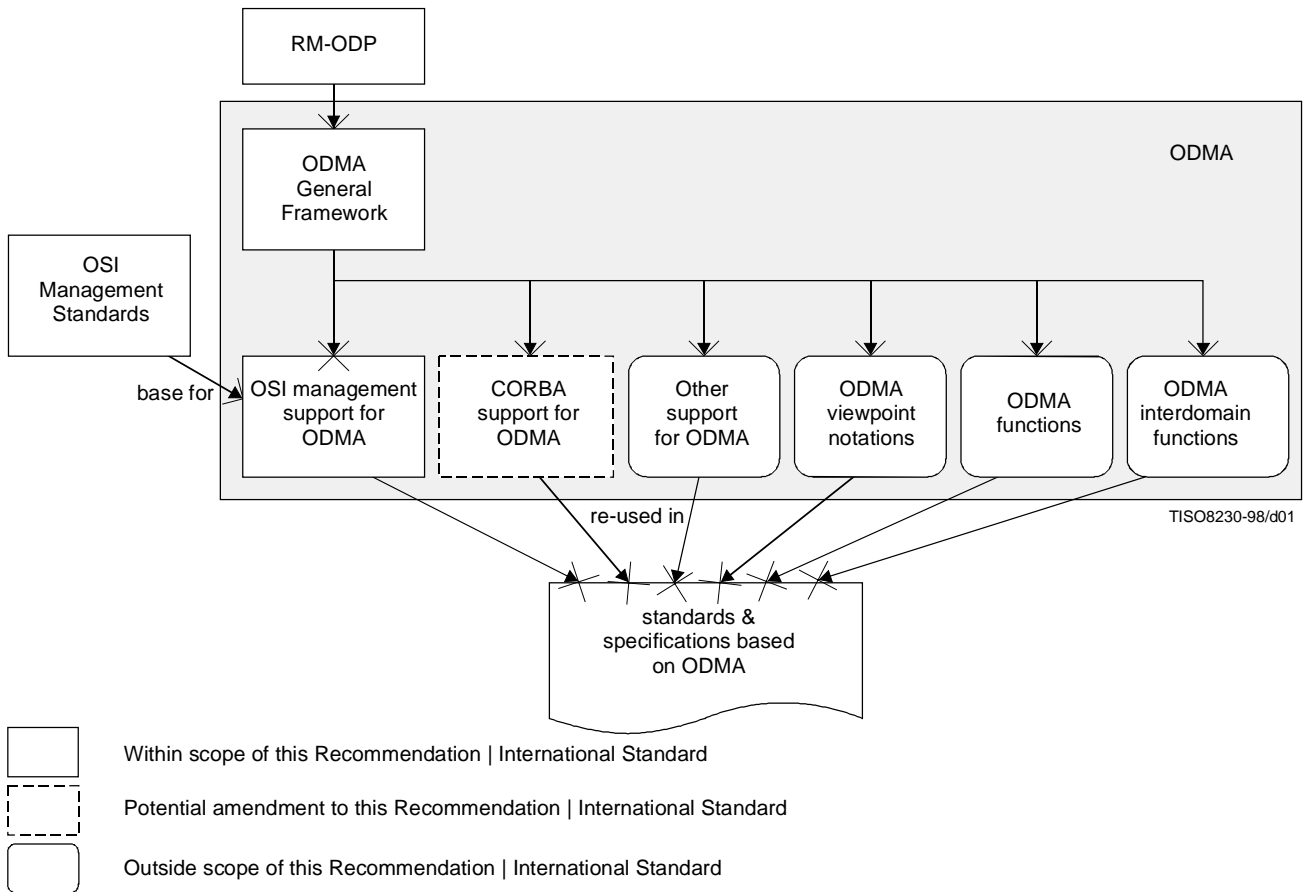 RM-ODP
ODMA
General
Framework
ODMA
OSI
Management
Standards
base for
OSI management
support for
ODMA
CORBA
support for
ODMA
Other
support
for ODMA
ODMA
viewpoint
notations
ODMA
functions
ODMA
interdomain
functions
re-used in
TISO8230-98/d01
standards &
specifications based
on ODMA
Within scope of this Recommendation | International Standard
Potential amendment to this Recommendation | International Standard
Outside scope of this Recommendation | International Standard